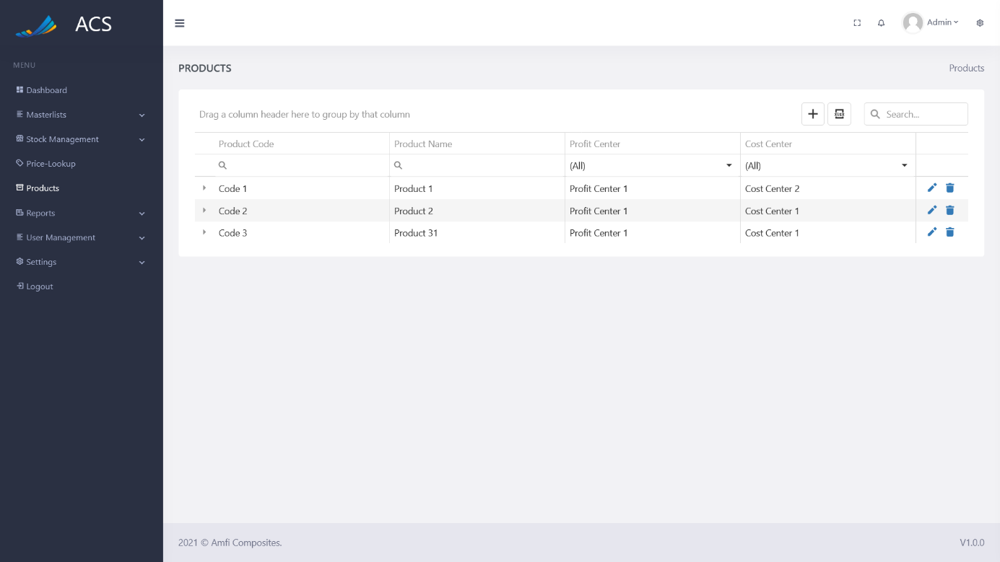 ACS
Admin
MENU
Dashboard
Masterlists
Stock Management
Price-Lookup
Products
Reports
User Management
Settings
Logout
PRODUCTS
Products
Drag a column header here to group by that column
XLSX
Search...
Product Code Product Name Profit Center Cost Center
(All) (All)
Code 1 Product 1 Profit Center 1 Cost Center 2
Code 2 Product 2 Profit Center 1 Cost Center 1
Code 3 Product 31 Profit Center 1 Cost Center 1
2021 © Amfi Composites.
V1.0.0